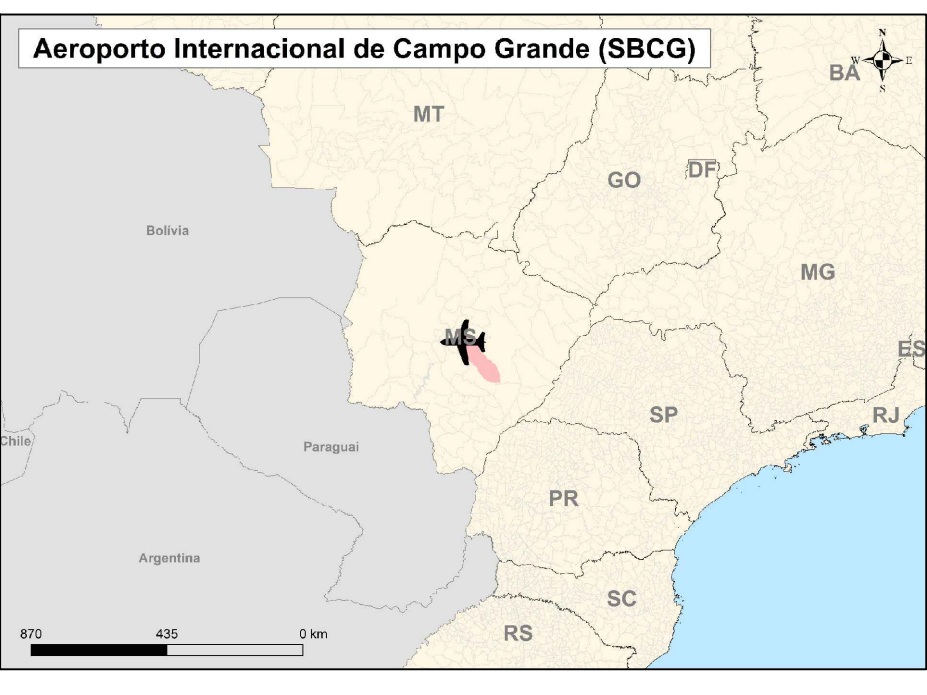 Aeroporto Internacional de Campo Grande (SBCG)
N
W E
S
BA
MT
GO
DF
Bolívia
MG
MS
ES
SP
RJ
Chile
Paraguai
PR
Argentina
SC
RS
870 435 0 km